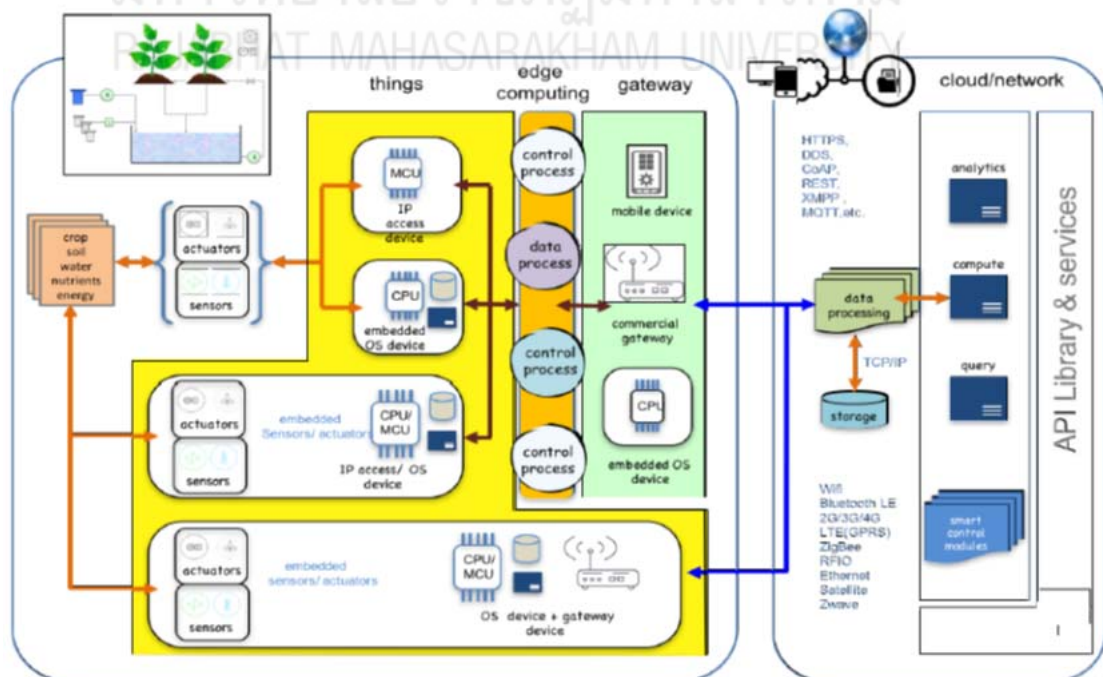 MAHASARAKHAM UNIVERSITY
things
edge
computing
gateway
cloud/network
MCU
IP
access
device
CPU
embedded
OS device
control
process
data
process
control
process
control
process
mobile device
commercial
gateway
CPU
embedded OS
device
crop
soil
water
nutrients
energy
actuators
sensors
actuators
sensors
embedded
Sensors/ actuators
CPU/
MCU
IP access/ OS
device
actuators
sensors
embedded
sensors/ actuators
CPU/
MCU
OS device + gateway
device
HTTPS,
DDS,
CoAP,
REST,
XMPP ,
MQTT,etc.
data
processing
TCP/IP
storage
Wifi
Bluetooth LE
2G/3G/4G
LTE(GPRS)
ZigBee
RFID
Ethernet
Satellite
Zwave
analytics
compute
query
smart
control
modules
API Library & services